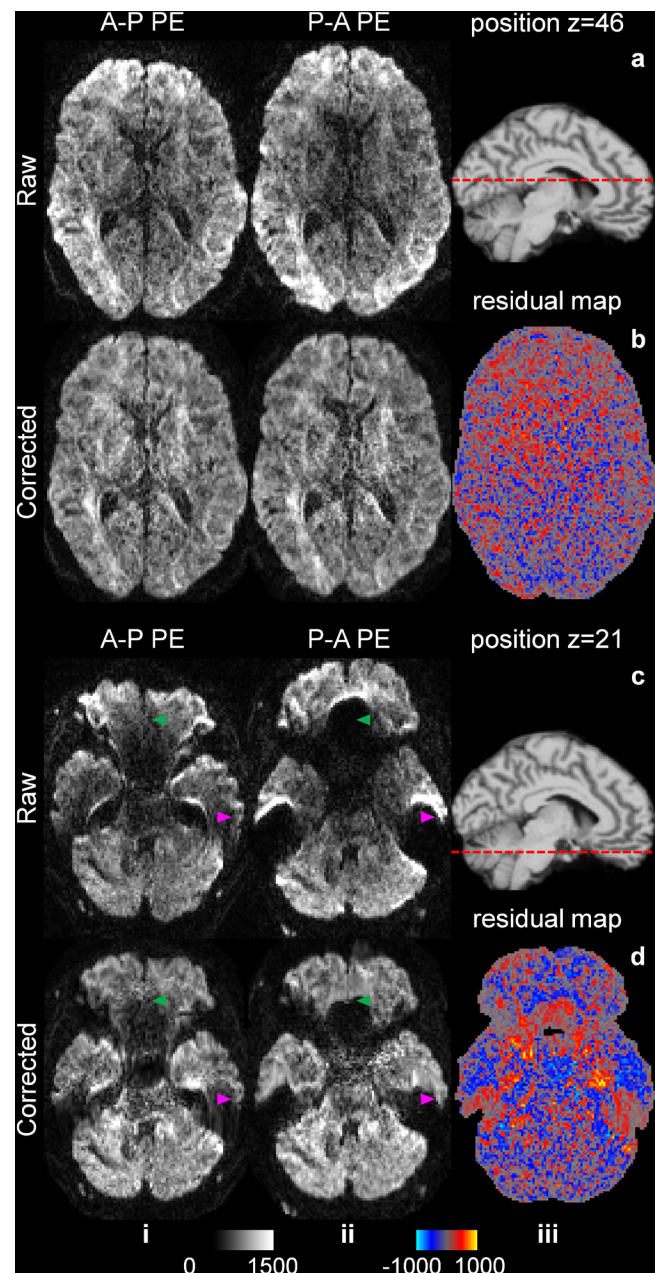 A-P PE P-A PE position z=46
a
Raw
residual map
b
Corrected
A-P PE P-A PE position z=21
c
Raw
residual map
d
Corrected
i ii iii
0 1500 -1000 1000